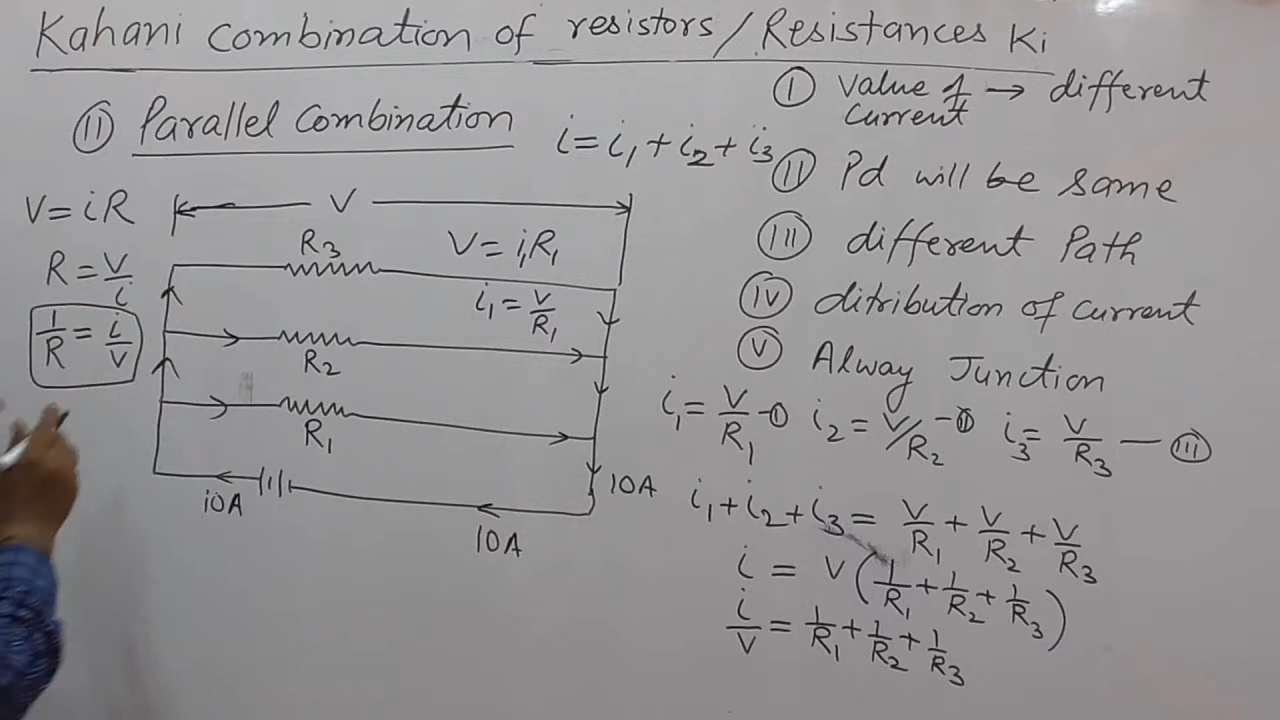 Kahani Combination of resistors/Resistances Ki
(II) Parallel Combination
i = i₁ + i₂ + i₃
V = iR
R = V/i
1/R = i/V
V
R₃
V = i₁R₁
i₁ = V/R₁
R₂
R₁
10A
10A
10A
(I) Value of Current → different
(II) Pd will be same
(III) different Path
(IV) ditribution of current
(V) Alway Junction
i₁ = V/R₁ -(I) i₂ = V/R₂ -(II) i₃ = V/R₃ — (III)
i₁ + i₂ + i₃ = V/R₁ + V/R₂ + V/R₃
i = V(1/R₁ + 1/R₂ + 1/R₃)
i/V = 1/R₁ + 1/R₂ + 1/R₃